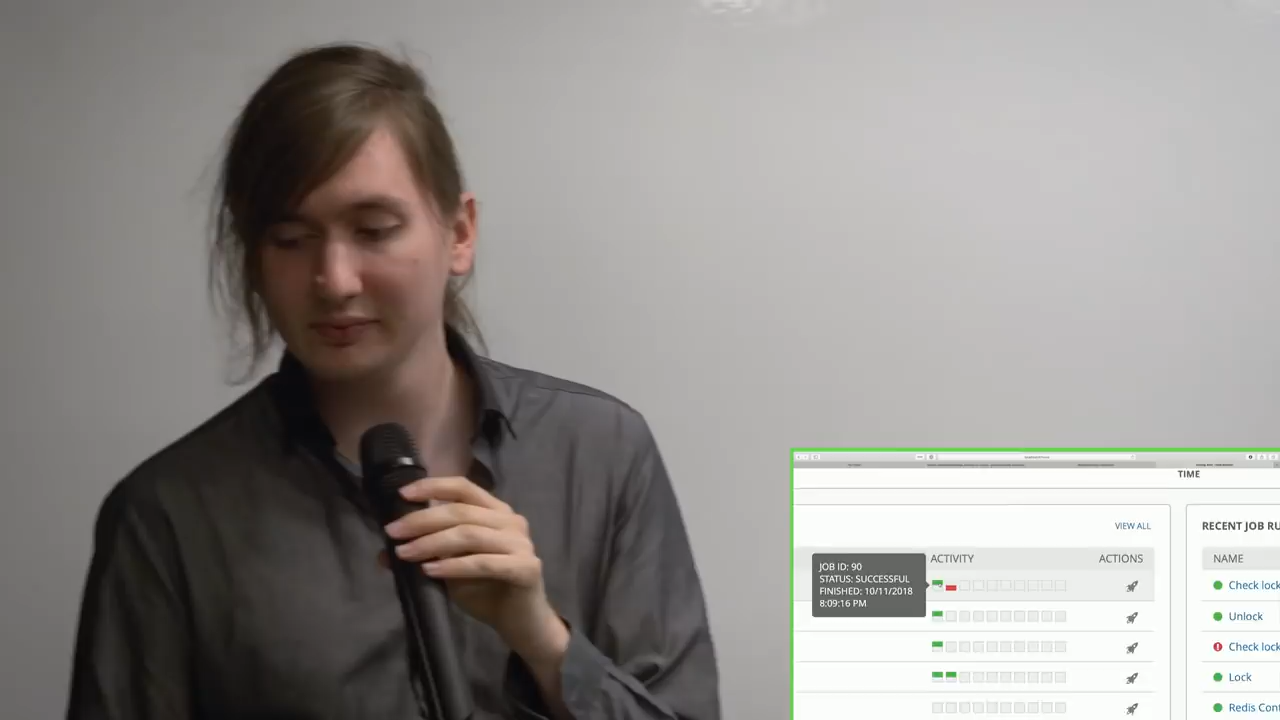 TIME
VIEW ALL
RECENT JOB RU
ACTIVITY
ACTIONS
NAME
JOB ID: 90
STATUS: SUCCESSFUL
FINISHED: 10/11/2018
8:09:16 PM
Check lock
Unlock
Check lock
Lock
Redis Con